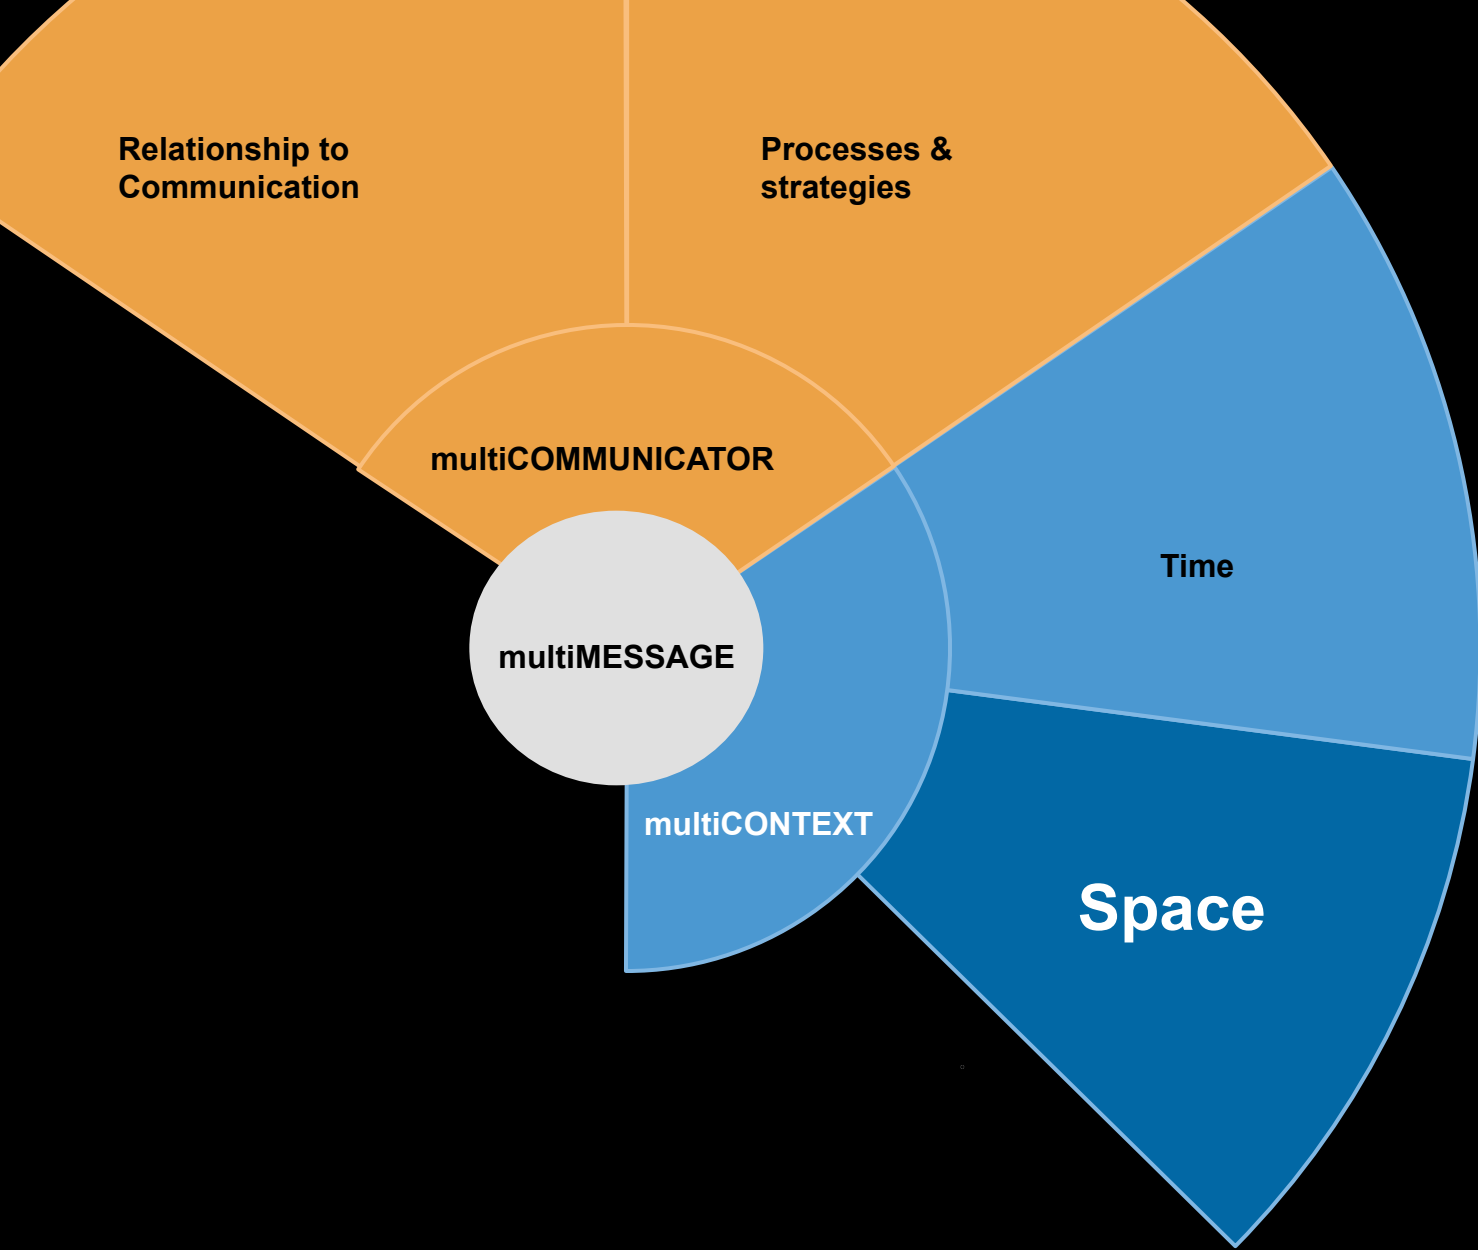 Relationship to
Communication
Processes &
strategies
multiCOMMUNICATOR
Time
multiMESSAGE
multiCONTEXT
Space